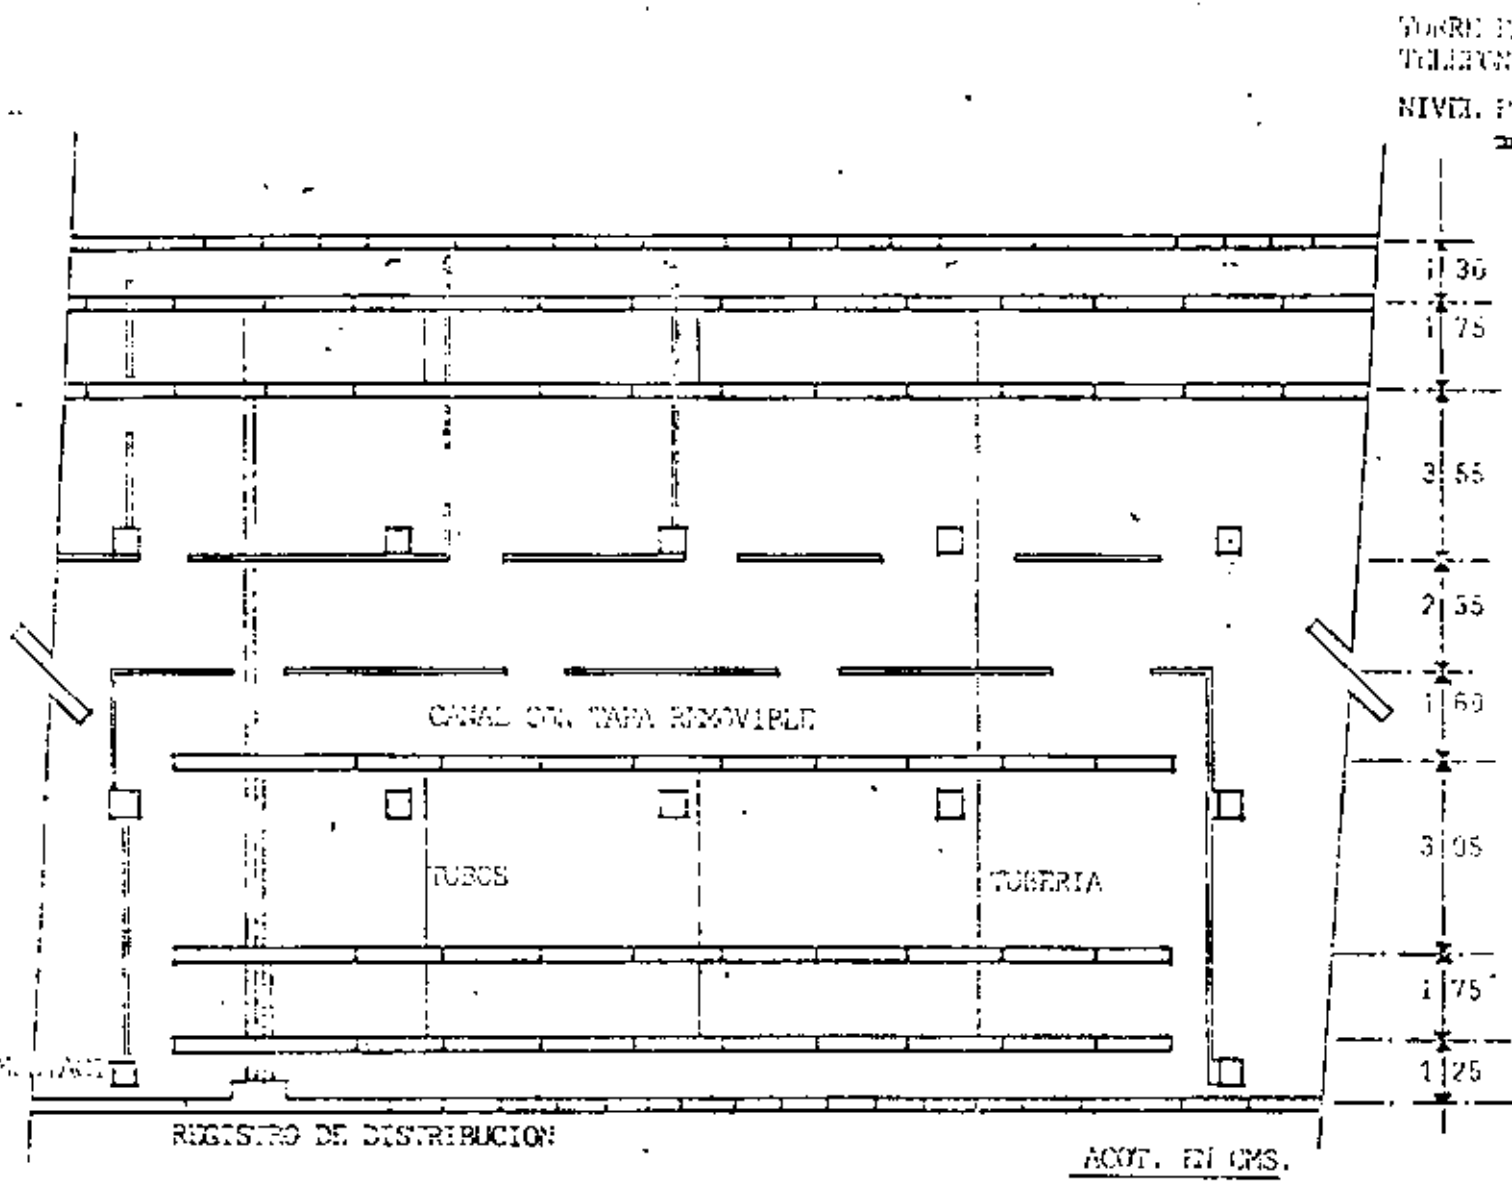 NIVEL
1 30
1 75
3 55
2 55
CANAL CON TAPA REMOVIBLE
1 60
3 05
TUBOS
TUBERIA
1 75
1 25
REGISTRO DE DISTRIBUCION
ACOT. EN CMS.